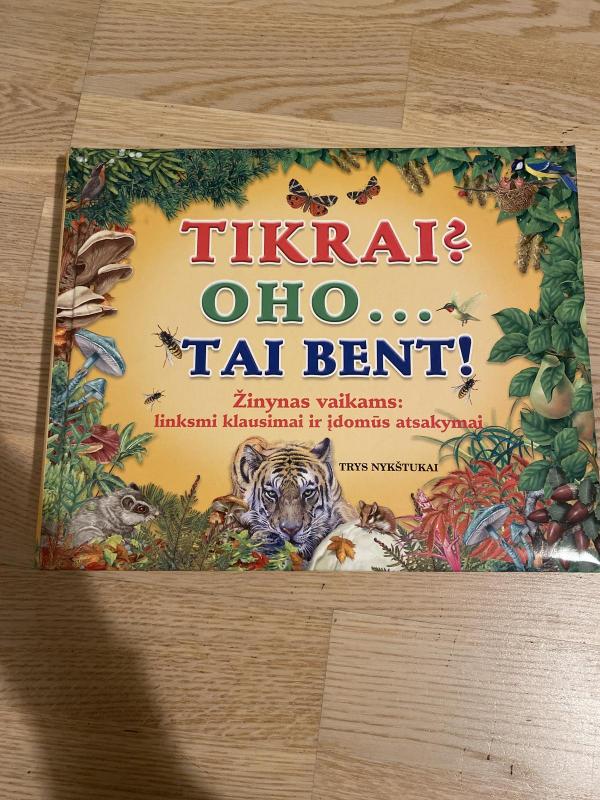 TIKRAI?
OHO...
TAI BENT!
Žinynas vaikams:
linksmi klausimai ir įdomūs atsakymai
TRYS NYKŠTUKAI